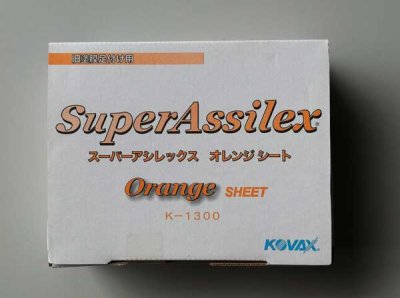 旧塗膜足付け用
SuperAssilex®
スーパーアシレックス オレンジ シート
Orange SHEET
K-1300
KOVAX